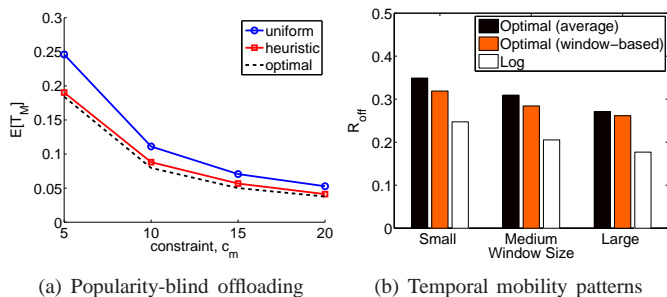 0.3
0.25
0.2
0.15
0.1
0.05
0
E[T_M]
uniform
heuristic
optimal
5 10 15 20
constraint, c_m
(a) Popularity-blind offloading
0.5
0.4
0.3
0.2
0.1
0
R_off
Optimal (average)
Optimal (window−based)
Log
Small Medium Large
Window Size
(b) Temporal mobility patterns